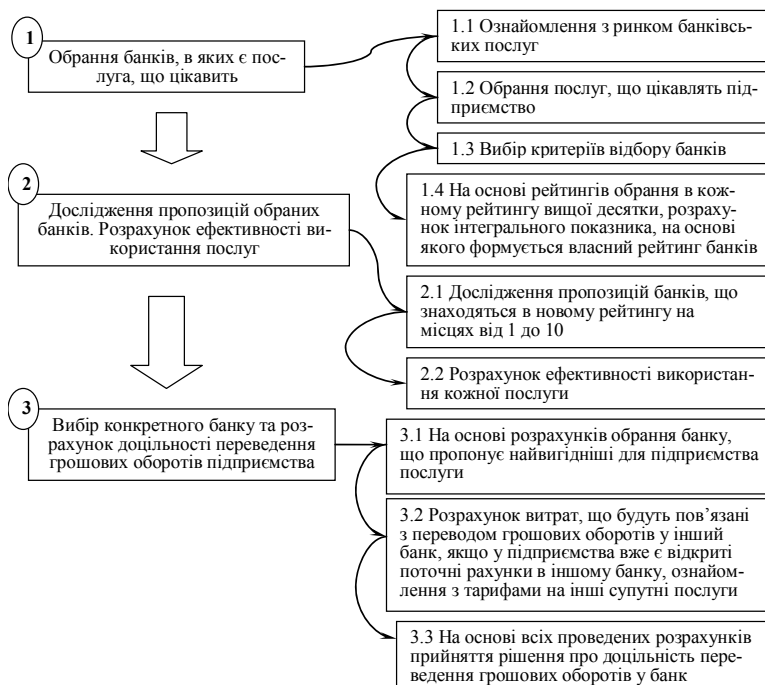 1
Обрання банків, в яких є пос-
луга, що цікавить
1.1 Ознайомлення з ринком банківсь-
ких послуг
1.2 Обрання послуг, що цікавлять під-
приємство
1.3 Вибір критеріїв відбору банків
1.4 На основі рейтингів обрання в кож-
ному рейтингу вищої десятки, розраху-
нок інтегрального показника, на основі
якого формується власний рейтинг банків
2
Дослідження пропозицій обраних
банків. Розрахунок ефективності ви-
користання послуг
2.1 Дослідження пропозицій банків, що
знаходяться в новому рейтингу на
місцях від 1 до 10
2.2 Розрахунок ефективності використан-
ня кожної послуги
3
Вибір конкретного банку та роз-
рахунок доцільності переведення
грошових оборотів підприємства
3.1 На основі розрахунків обрання банку,
що пропонує найвигідніші для підприємства
послуги
3.2 Розрахунок витрат, що будуть пов’язані
з переводом грошових оборотів у інший
банк, якщо у підприємства вже є відкриті
поточні рахунки в іншому банку, ознайом-
лення з тарифами на інші супутні послуги
3.3 На основі всіх проведених розрахунків
прийняття рішення про доцільність пере-
ведення грошових оборотів у банк